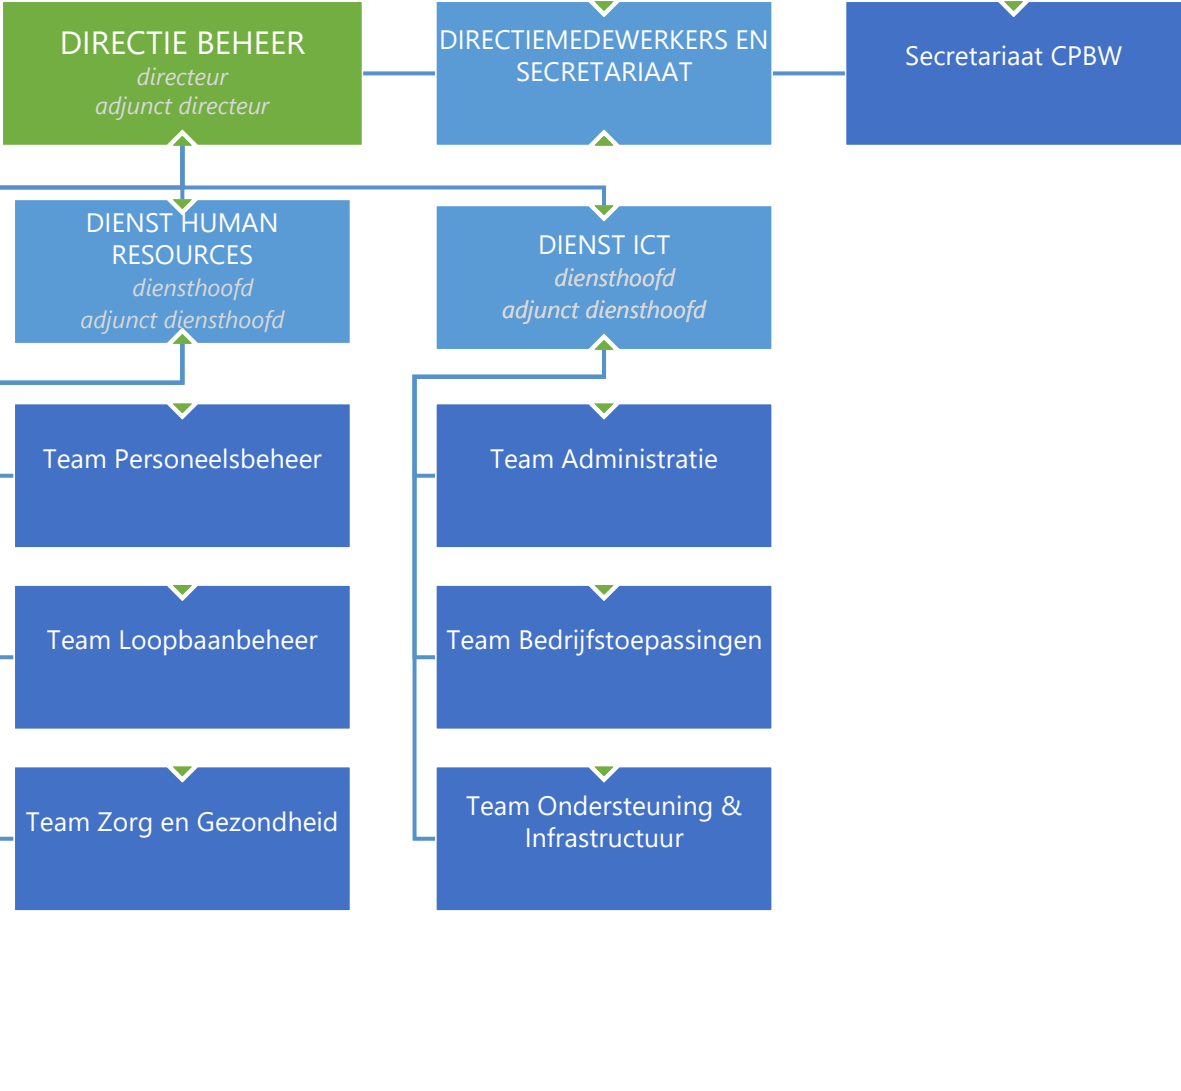 DIRECTIE BEHEER
directeur
adjunct directeur
DIRECTIEMEDEWERKERS EN
SECRETARIAAT
Secretariaat CPBW
DIENST HUMAN
RESOURCES
diensthoofd
adjunct diensthoofd
DIENST ICT
diensthoofd
adjunct diensthoofd
Team Personeelsbeheer
Team Administratie
Team Loopbaanbeheer
Team Bedrijfstoepassingen
Team Zorg en Gezondheid
Team Ondersteuning &
Infrastructuur